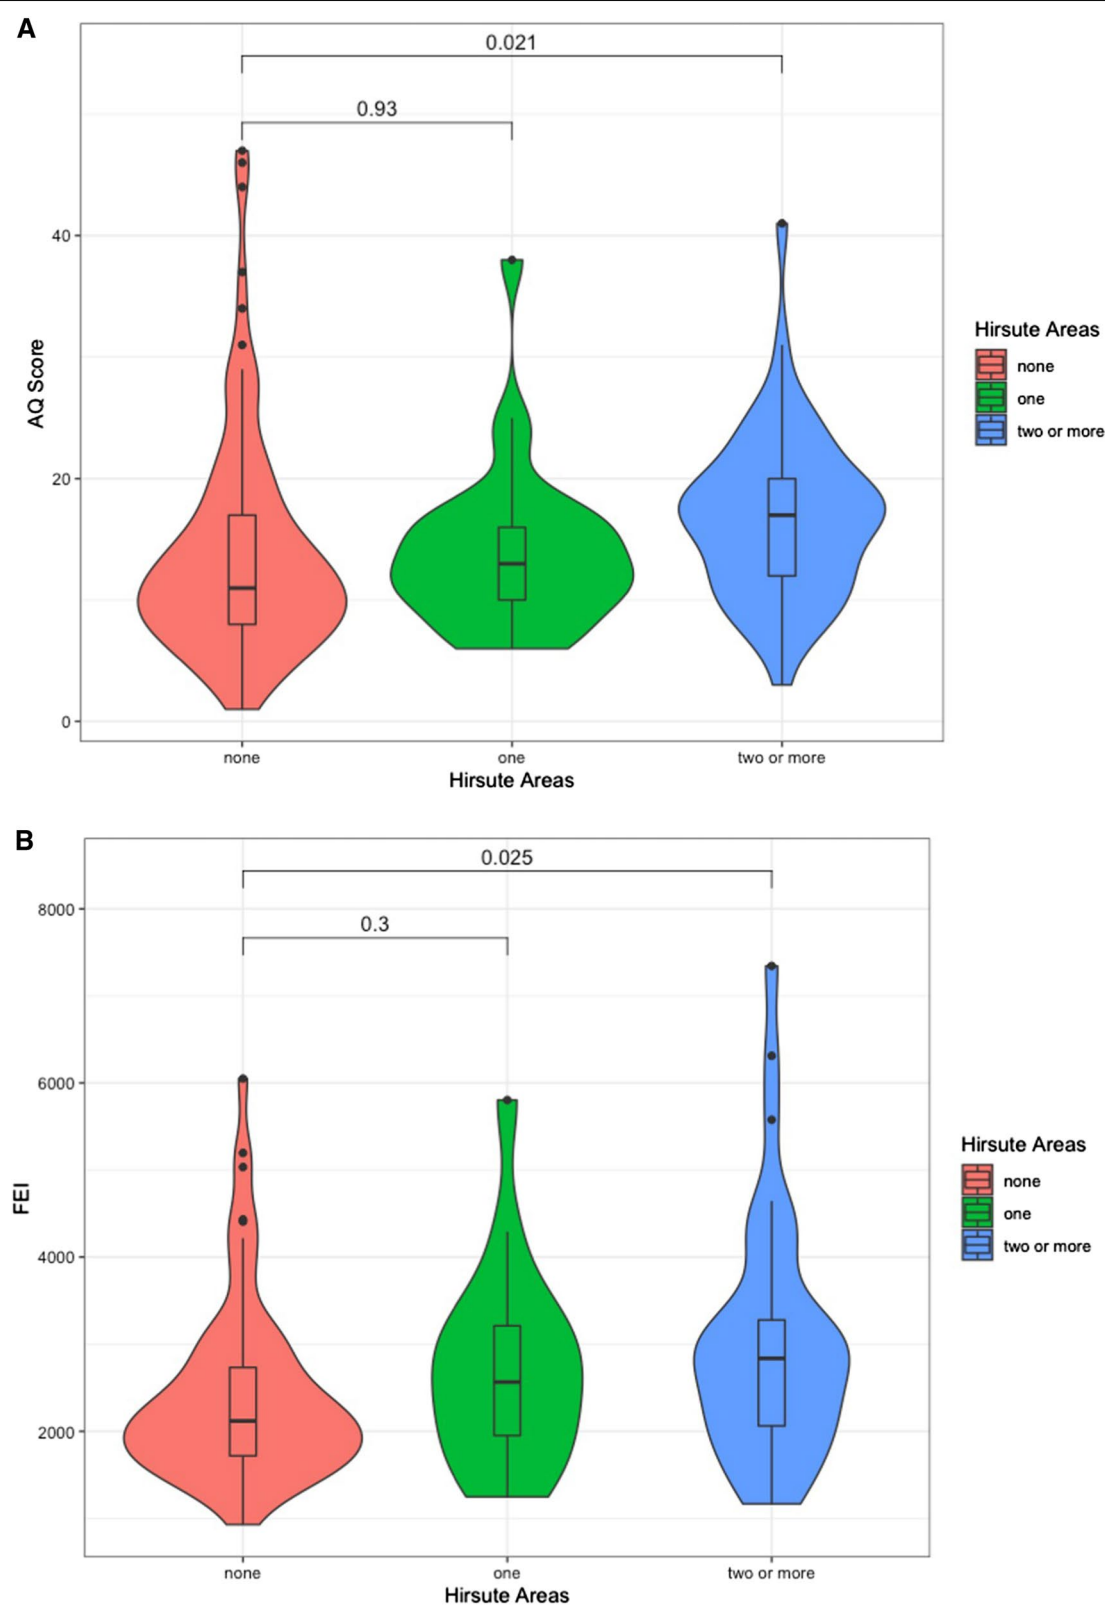 A
0.021
0.93
40
20
0
AQ Score
none
one
two or more
Hirsute Areas
Hirsute Areas
none
one
two or more
B
0.025
0.3
8000
6000
4000
2000
FEI
none
one
two or more
Hirsute Areas
Hirsute Areas
none
one
two or more